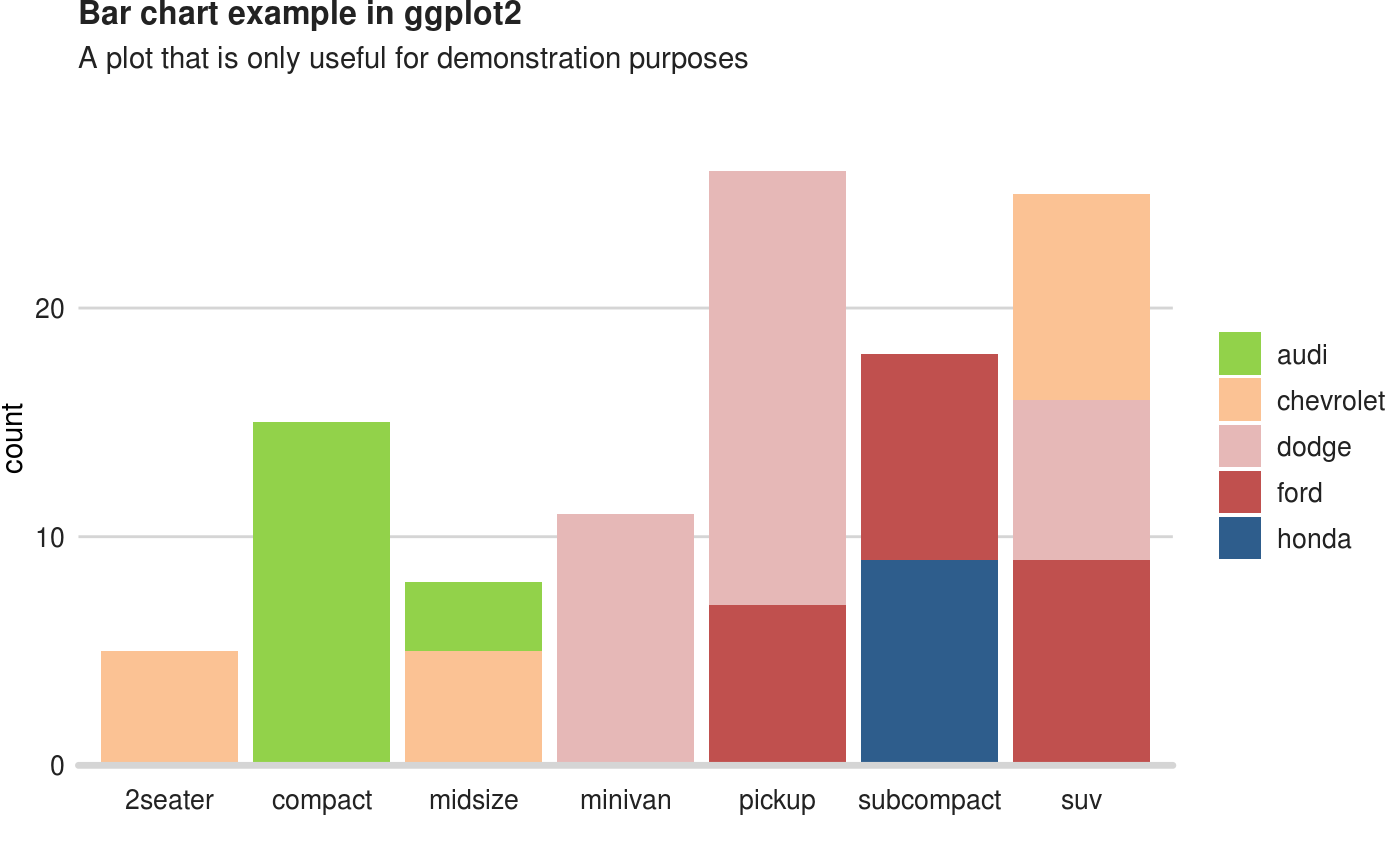 Bar chart example in ggplot2
A plot that is only useful for demonstration purposes
count
20
10
0
2seater
compact
midsize
minivan
pickup
subcompact
suv
audi
chevrolet
dodge
ford
honda